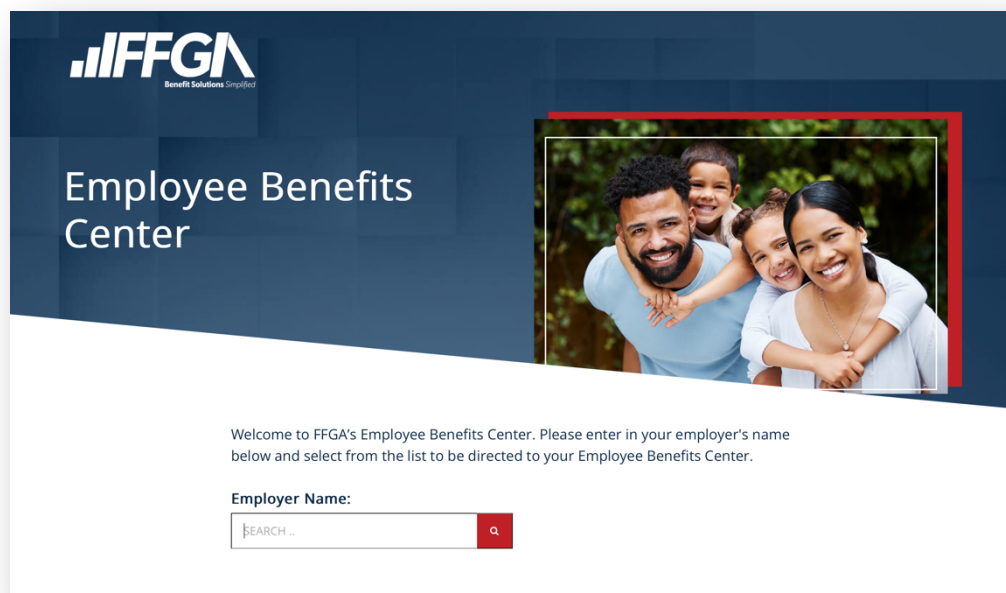 FFGA
Benefit Solutions Simplified
Employee Benefits
Center
Welcome to FFGA’s Employee Benefits Center. Please enter in your employer's name
below and select from the list to be directed to your Employee Benefits Center.
Employer Name:
SEARCH ..